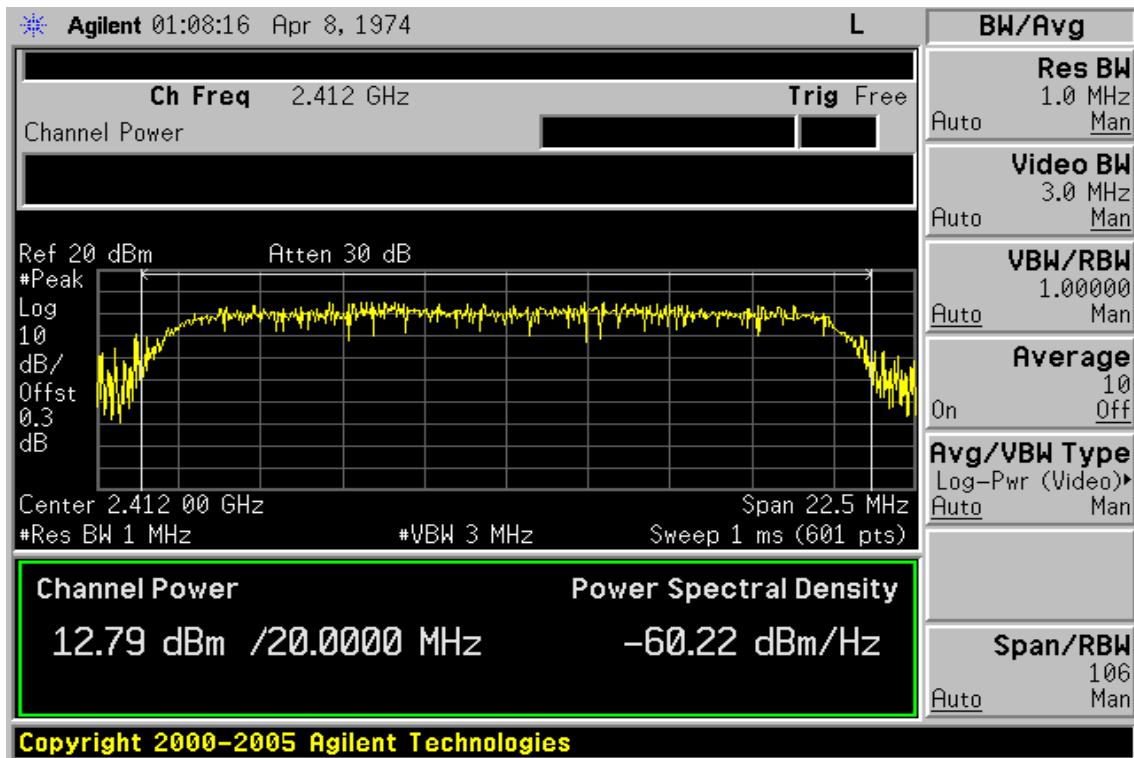 Agilent 01:08:16 Apr 8, 1974 L
Ch Freq 2.412 GHz Trig Free
Channel Power
Ref 20 dBm Atten 30 dB
#Peak
Log
10
dB/
Offst
0.3
dB
Center 2.412 00 GHz Span 22.5 MHz
#Res BW 1 MHz #VBW 3 MHz Sweep 1 ms (601 pts)
Channel Power Power Spectral Density
12.79 dBm /20.0000 MHz -60.22 dBm/Hz
Copyright 2000-2005 Agilent Technologies
BW/Avg
Res BW
1.0 MHz
Auto Man
Video BW
3.0 MHz
Auto Man
VBW/RBW
1.00000
Auto Man
Average
10
On Off
Avg/VBW Type
Log-Pwr (Video)▸
Auto Man
Span/RBW
106
Auto Man